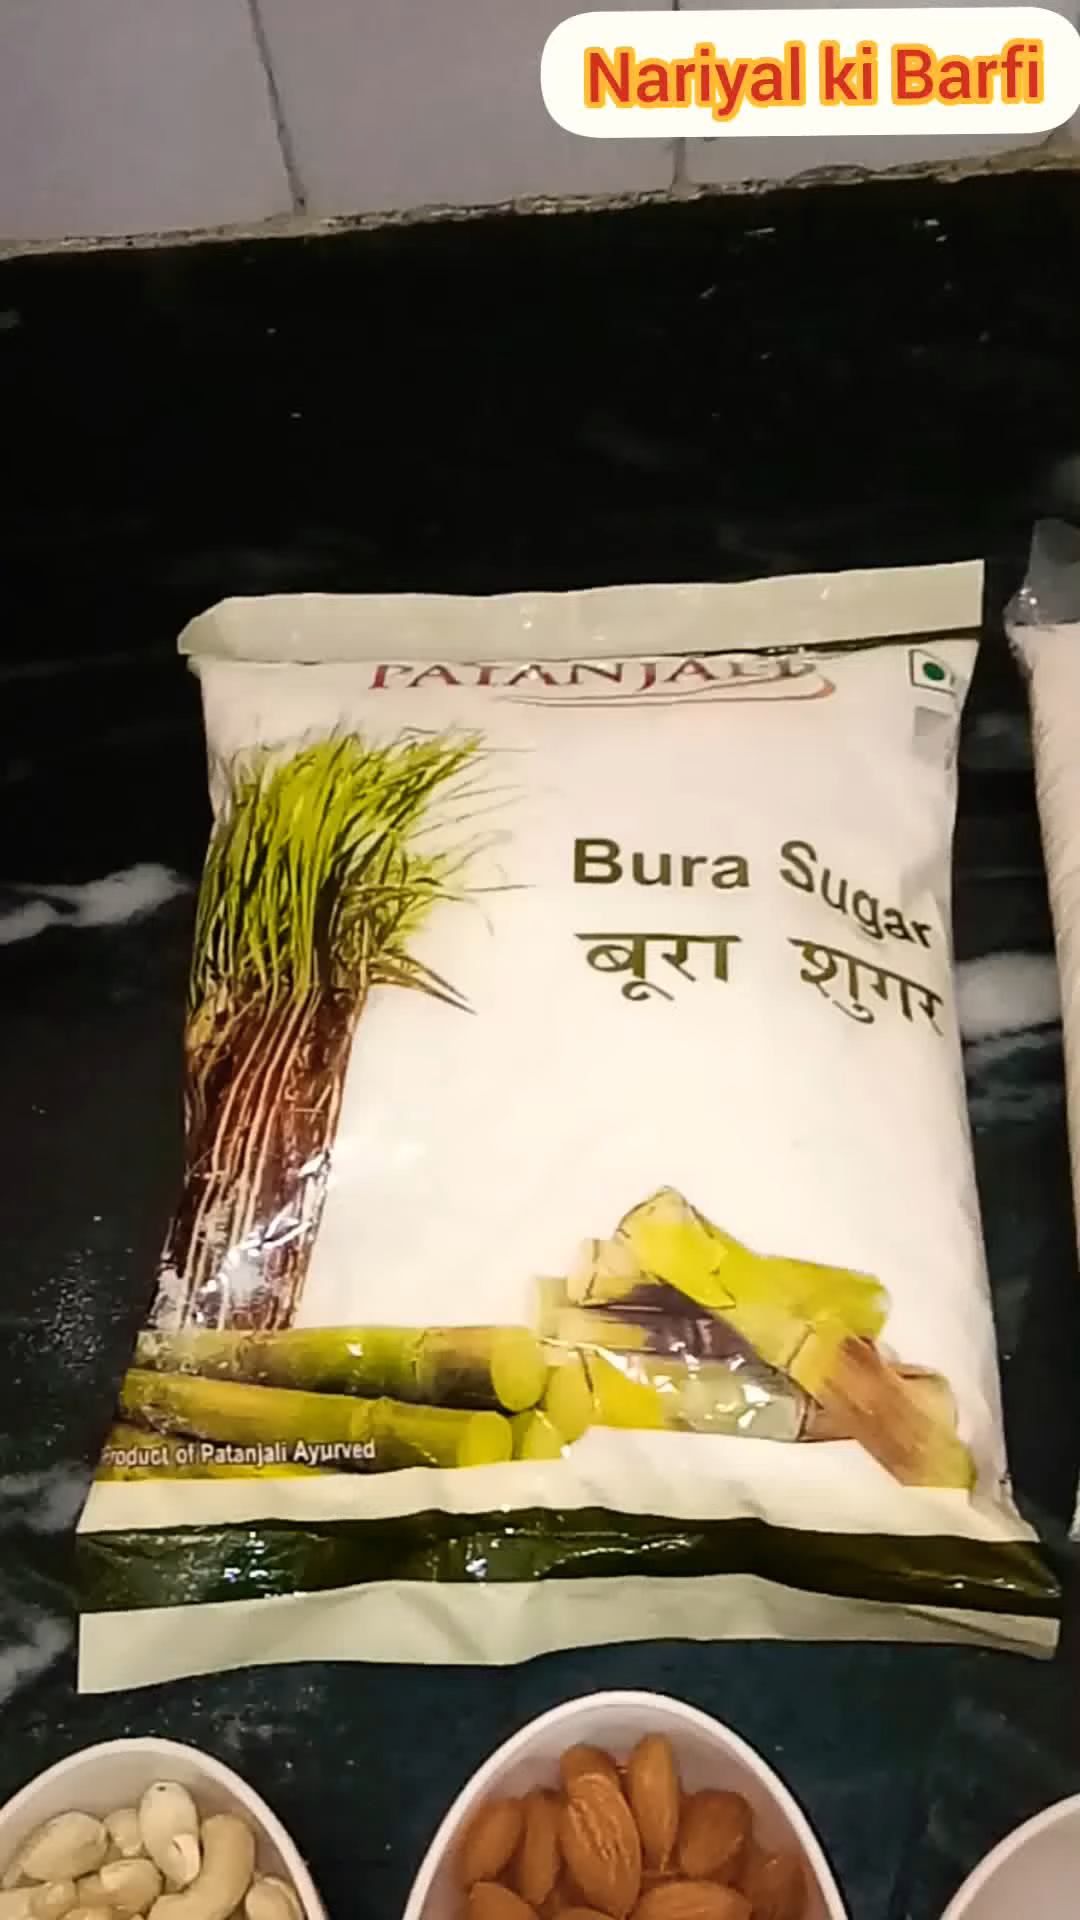 Nariyal ki Barfi
PATANJALI
Bura Sugar
बूरा शुगर
Product of Patanjali Ayurved